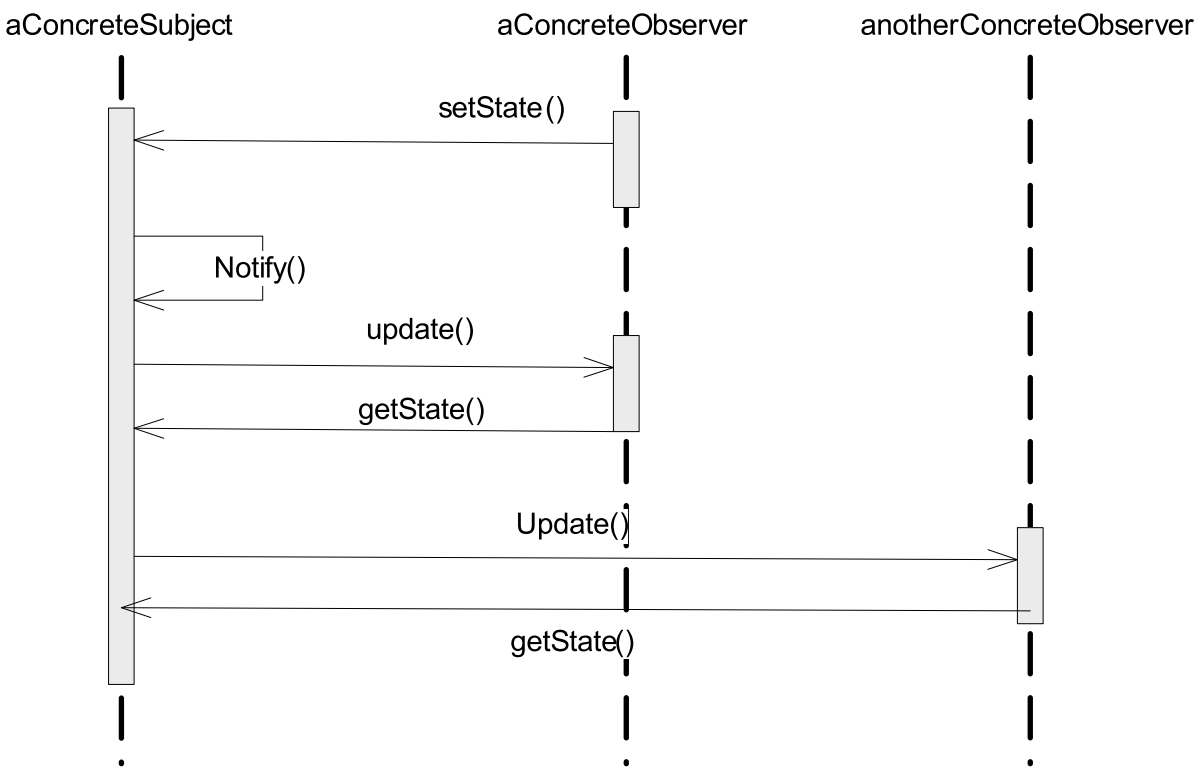 aConcreteSubject
aConcreteObserver
anotherConcreteObserver
setState()
Notify()
update()
getState()
Update()
getState()